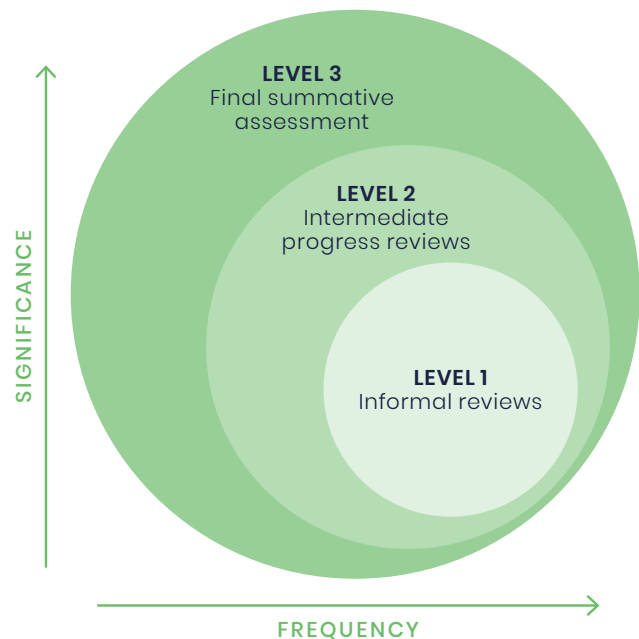 LEVEL 3
Final summative
assessment
LEVEL 2
Intermediate
progress reviews
LEVEL 1
Informal reviews
SIGNIFICANCE
FREQUENCY